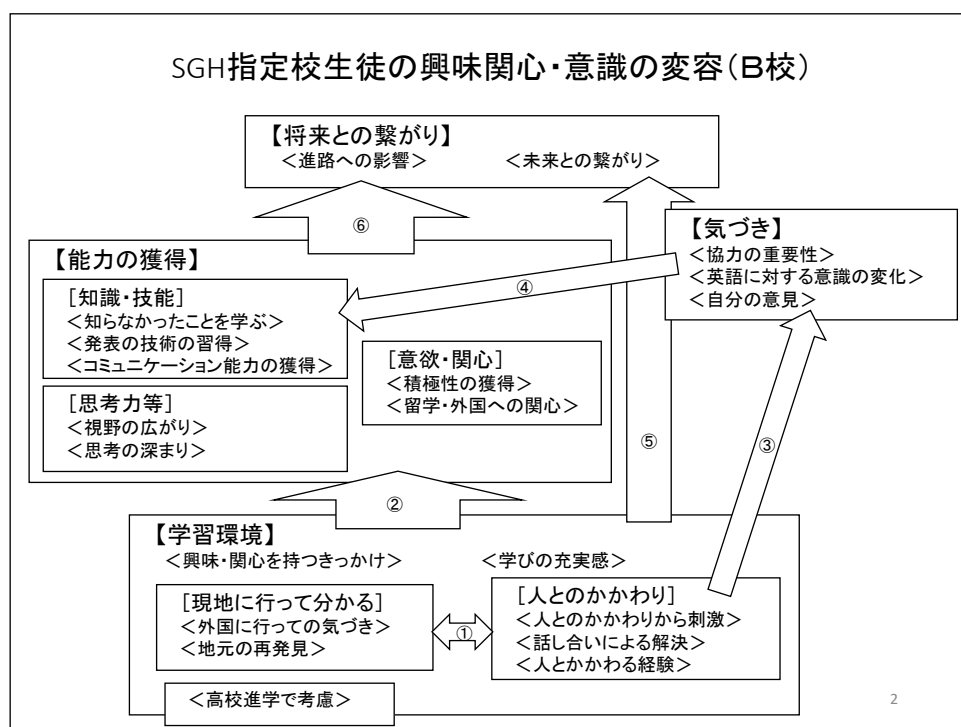 SGH指定校生徒の興味関心・意識の変容(B校)
【将来との繋がり】
<進路への影響>
<未来との繋がり>
⑥
【気づき】
<協力の重要性>
<英語に対する意識の変化>
<自分の意見>
【能力の獲得】
④
[知識・技能]
<知らなかったことを学ぶ>
<発表の技術の習得>
<コミュニケーション能力の獲得>
[意欲・関心]
<積極性の獲得>
<留学・外国への関心>
[思考力等]
<視野の広がり>
<思考の深まり>
⑤
③
②
【学習環境】
<興味・関心を持つきっかけ>
<学びの充実感>
[現地に行って分かる]
<外国に行っての気づき>
<地元の再発見>
①
[人とのかかわり]
<人とのかかわりから刺激>
<話し合いによる解決>
<人とかかわる経験>
<高校進学で考慮>
2